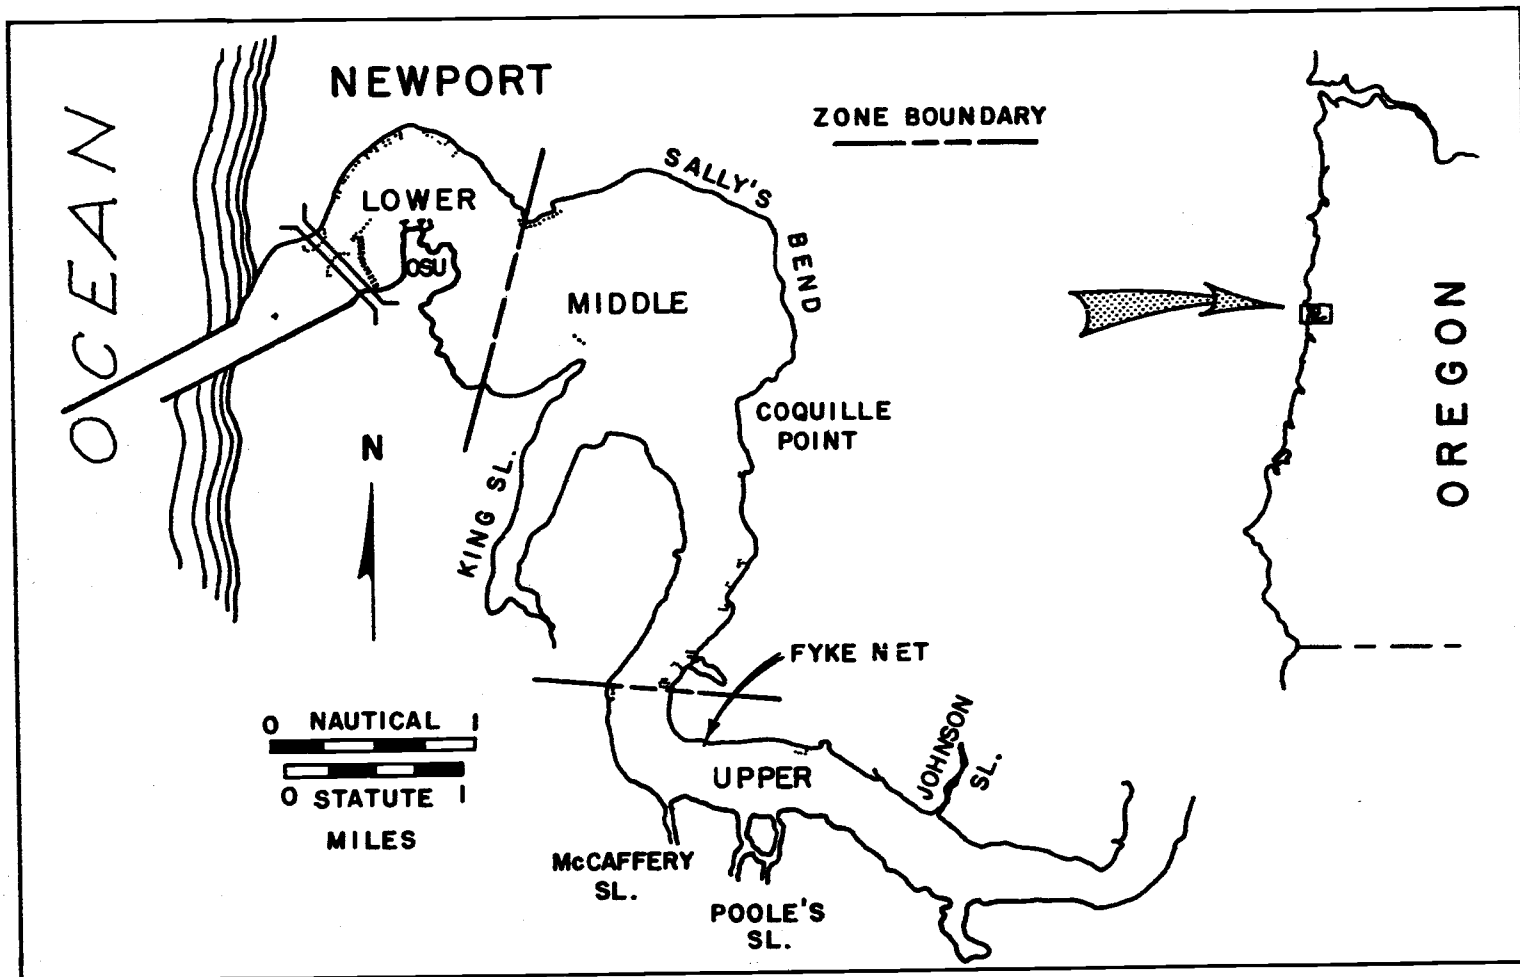 NEWPORT
OCEAN
ZONE BOUNDARY
SALLY'S
BEND
LOWER
OSU
MIDDLE
OREGON
COQUILLE
POINT
N
KING SL.
FYKE NET
0 NAUTICAL 1
0 STATUTE 1
MILES
UPPER
JOHNSON
SL.
McCAFFERY
SL.
POOLE'S
SL.